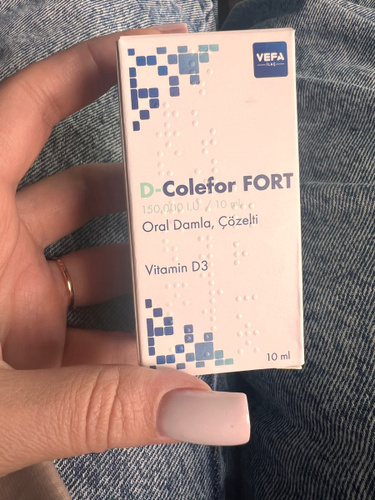 VEFA
İLAÇ
D-Colefor FORT
150.000 I.U. / 10 mL
Oral Damla, Çözelti
Vitamin D3
10 ml